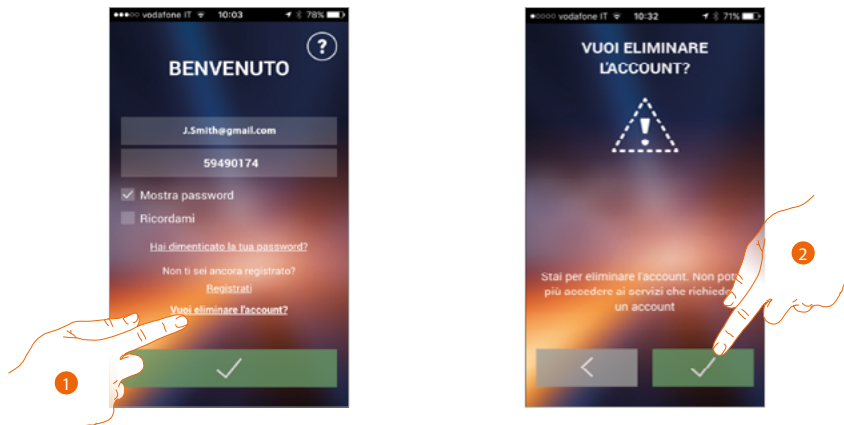 vodafone IT 10:03 78%
?
BENVENUTO
J.Smith@gmail.com
59490174
Mostra password
Ricordami
Hai dimenticato la tua password?
Non ti sei ancora registrato?
Registrati
Vuoi eliminare l'account?
1
vodafone IT 10:32 71%
VUOI ELIMINARE
L'ACCOUNT?
!
Stai per eliminare l'account. Non
più accedere ai servizi che
un account
2